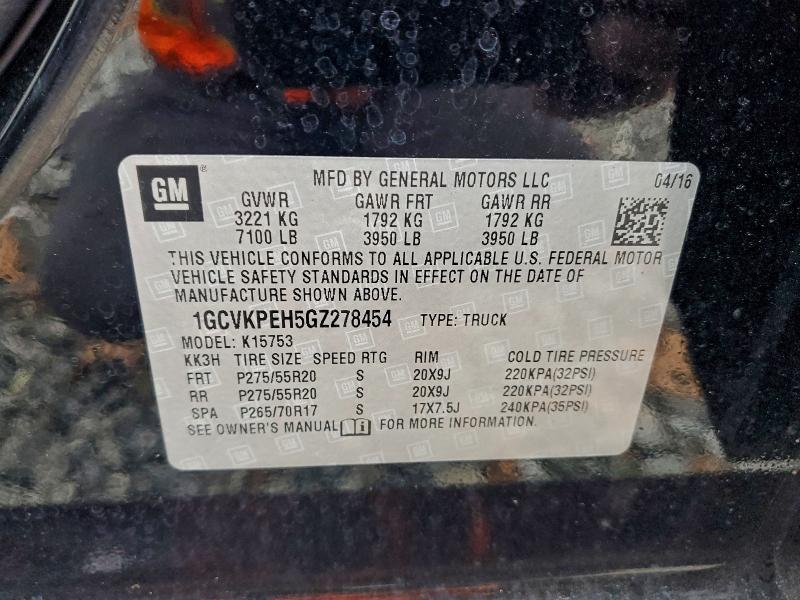 GM ® MFD BY GENERAL MOTORS LLC 04/16
GVWR GAWR FRT GAWR RR
3221 KG 1792 KG 1792 KG
7100 LB 3950 LB 3950 LB
THIS VEHICLE CONFORMS TO ALL APPLICABLE U.S. FEDERAL MOTOR
VEHICLE SAFETY STANDARDS IN EFFECT ON THE DATE OF
MANUFACTURE SHOWN ABOVE.
1GCVKPEH5GZ278454 TYPE: TRUCK
MODEL: K15753
KK3H TIRE SIZE SPEED RTG RIM COLD TIRE PRESSURE
FRT P275/55R20 S 20X9J 220KPA(32PSI)
RR P275/55R20 S 20X9J 220KPA(32PSI)
SPA P265/70R17 S 17X7.5J 240KPA(35PSI)
SEE OWNER'S MANUAL FOR MORE INFORMATION.